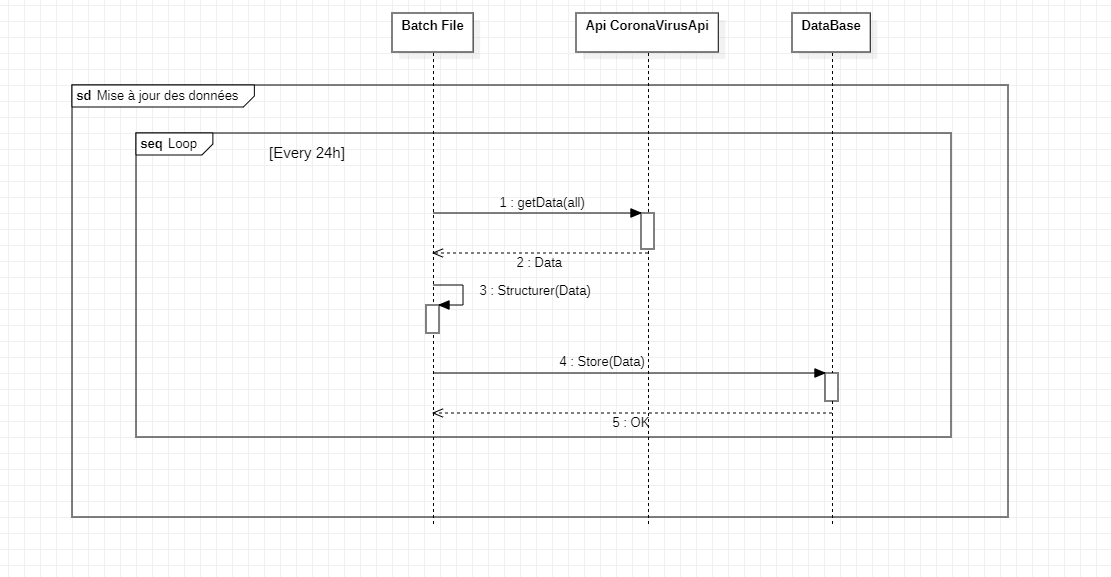 Batch File
Api CoronaVirusApi
DataBase
sd Mise à jour des données
seq Loop
[Every 24h]
1 : getData(all)
2 : Data
3 : Structurer(Data)
4 : Store(Data)
5 : OK